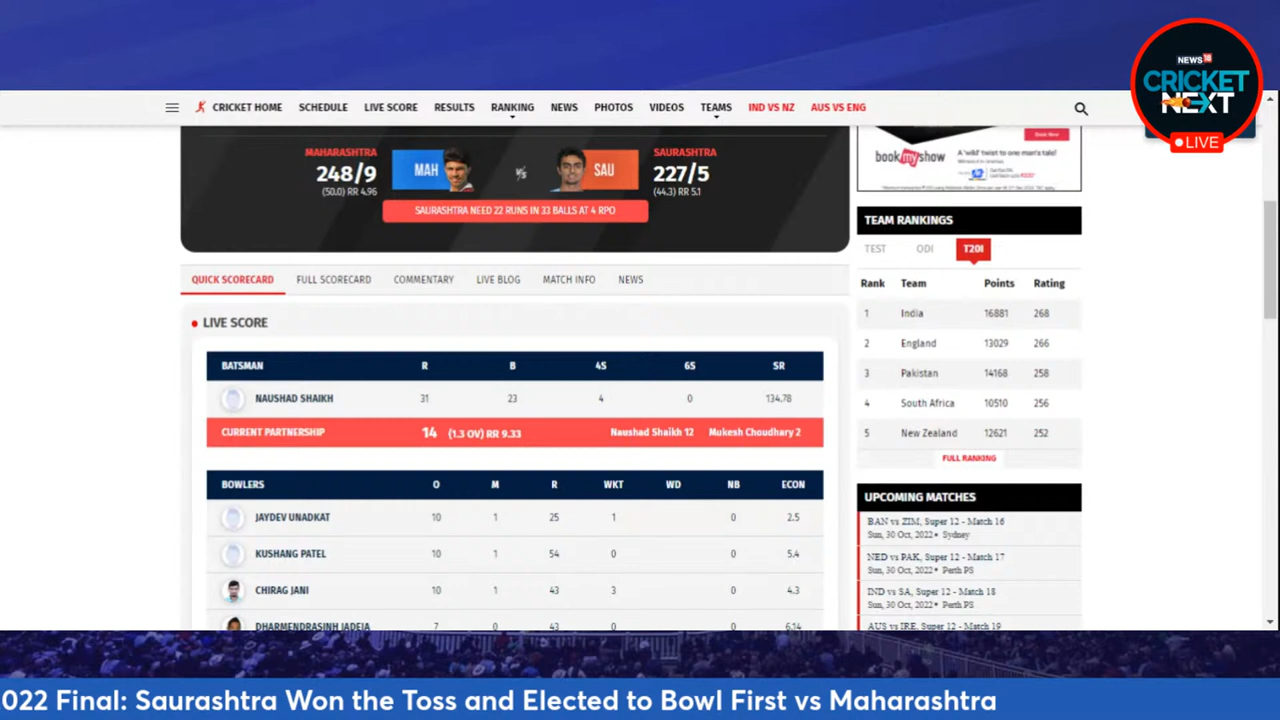 NEWS18
CRICKET
NEXT
LIVE
CRICKET HOME SCHEDULE LIVE SCORE RESULTS RANKING NEWS PHOTOS VIDEOS TEAMS IND VS NZ AUS VS ENG
MAHARASHTRA
248/9
(50.0) RR 4.96
MAH
V/S
SAU
SAURASHTRA
227/5
(44.3) RR 5.1
SAURASHTRA NEED 22 RUNS IN 33 BALLS AT 4 RPO
Book Now
bookmyshow
A 'wild' twist to one man's tale!
QUICK SCORECARD FULL SCORECARD COMMENTARY LIVE BLOG MATCH INFO NEWS
LIVE SCORE
BATSMAN R B 4S 6S SR
NAUSHAD SHAIKH 31 23 4 0 134.78
CURRENT PARTNERSHIP 14 (1.3 OV) RR 9.33 Naushad Shaikh 12 Mukesh Choudhary 2
BOWLERS O M R WKT WD NB ECON
JAYDEV UNADKAT 10 1 25 1 0 2.5
KUSHANG PATEL 10 1 54 0 0 5.4
CHIRAG JANI 10 1 43 3 0 4.3
DHARMENDRASINH JADEJA 7 0 43 0 0 6.14
TEAM RANKINGS
TEST ODI T20I
Rank Team Points Rating
1 India 16881 268
2 England 13029 266
3 Pakistan 14168 258
4 South Africa 10510 256
5 New Zealand 12621 252
FULL RANKING
UPCOMING MATCHES
BAN vs ZIM, Super 12 - Match 16
Sun, 30 Oct, 2022• Sydney
NED vs PAK, Super 12 - Match 17
Sun, 30 Oct, 2022• Perth PS
IND vs SA, Super 12 - Match 18
Sun, 30 Oct, 2022• Perth PS
AUS vs IRE, Super 12 - Match 19
022 Final: Saurashtra Won the Toss and Elected to Bowl First vs Maharashtra